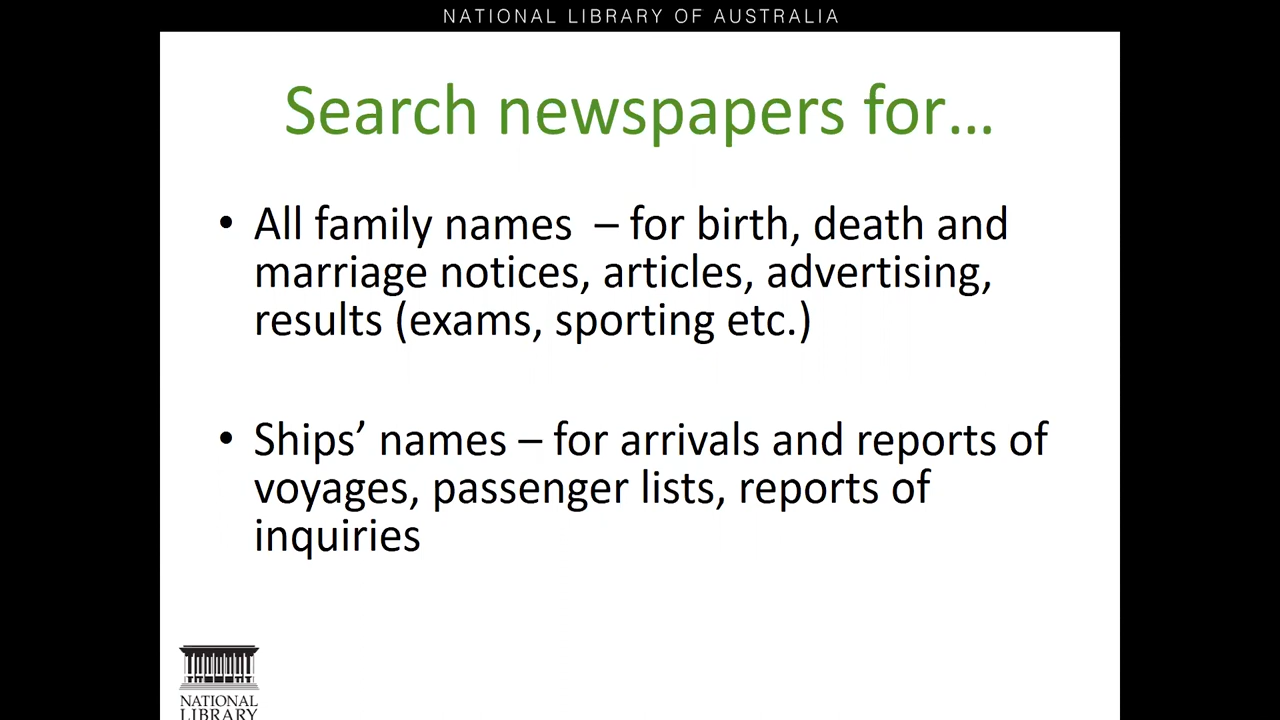 NATIONAL LIBRARY OF AUSTRALIA
Search newspapers for...
• All family names – for birth, death and
marriage notices, articles, advertising,
results (exams, sporting etc.)
• Ships’ names – for arrivals and reports of
voyages, passenger lists, reports of
inquiries
NATIONAL
LIBRARY